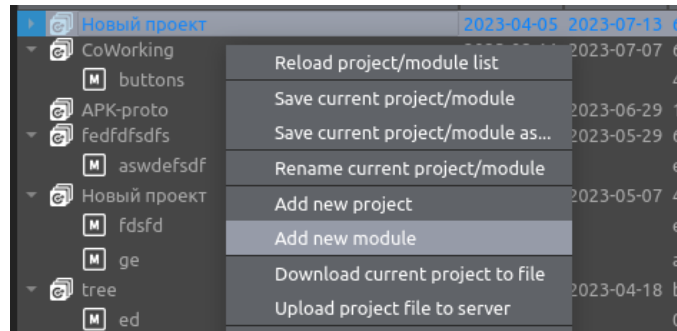 Новый проект 2023-04-05 2023-07-13
CoWorking 2023-07-07
Reload project/module list
M buttons
Save current project/module
APK-proto 2023-06-29
Save current project/module as...
fedfdfsdfs 2023-05-29
M aswdefsdf
Rename current project/module
Новый проект 2023-05-07
Add new project
M fdsfd
Add new module
M ge
Download current project to file
tree 2023-04-18
Upload project file to server
M ed